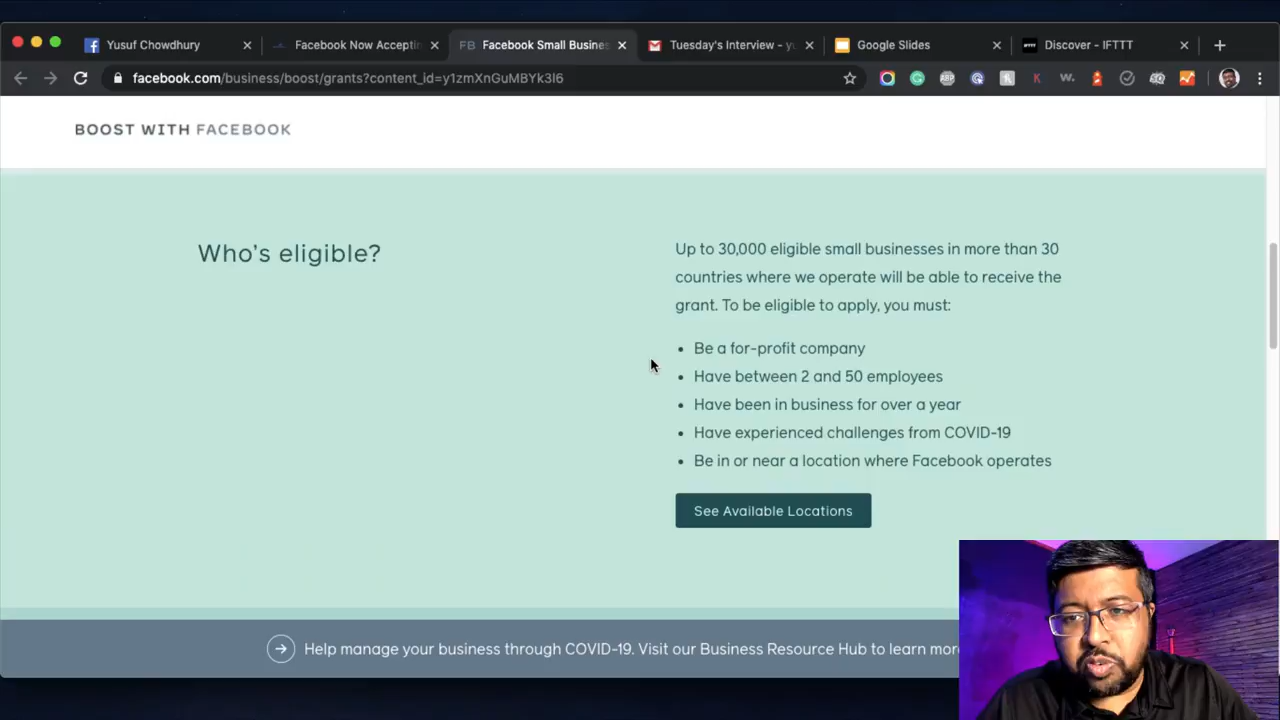 Yusuf Chowdhury
Facebook Now Acceptin
FB Facebook Small Busines
Tuesday's Interview - y
Google Slides
Discover - IFTTT
facebook.com/business/boost/grants?content_id=y1zmXnGuMBYk3l6
BOOST WITH FACEBOOK
Who's eligible?
Up to 30,000 eligible small businesses in more than 30
countries where we operate will be able to receive the
grant. To be eligible to apply, you must:
• Be a for-profit company
• Have between 2 and 50 employees
• Have been in business for over a year
• Have experienced challenges from COVID-19
• Be in or near a location where Facebook operates
See Available Locations
Help manage your business through COVID-19. Visit our Business Resource Hub to learn more